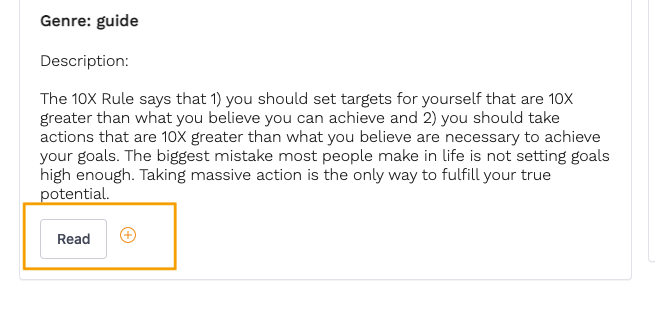 Genre: guide
Description:
The 10X Rule says that 1) you should set targets for yourself that are 10X
greater than what you believe you can achieve and 2) you should take
actions that are 10X greater than what you believe are necessary to achieve
your goals. The biggest mistake most people make in life is not setting goals
high enough. Taking massive action is the only way to fulfill your true
potential.
Read